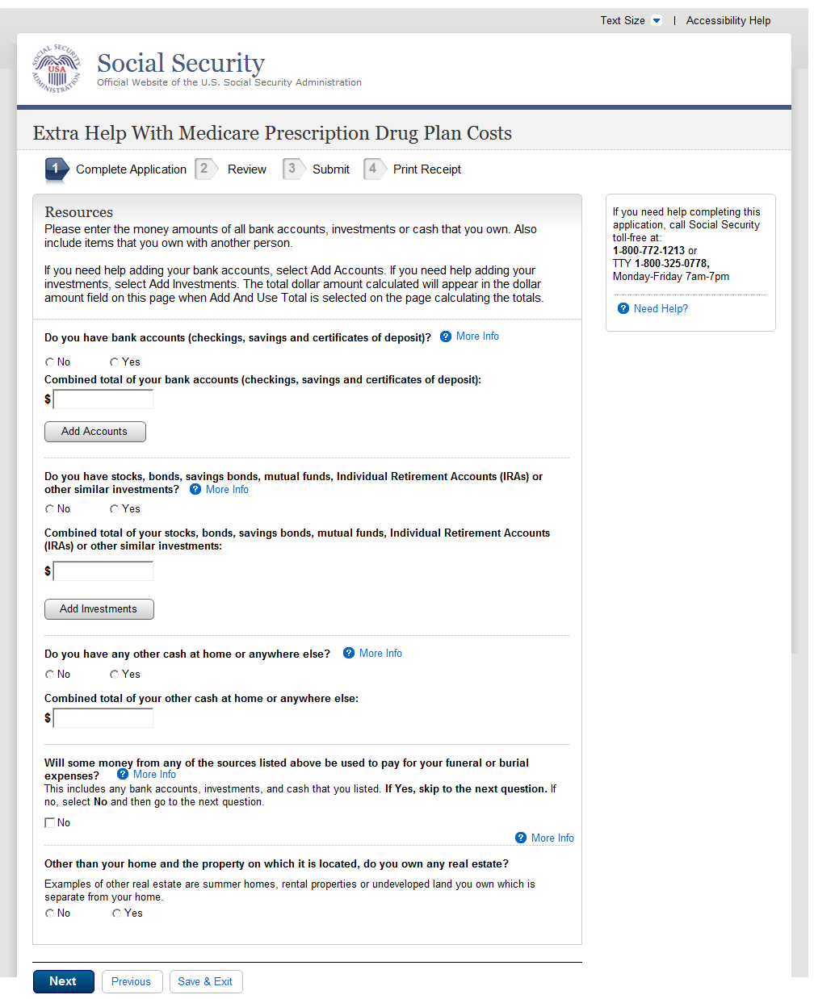 Text Size | Accessibility Help
SOCIAL SECURITY ADMINISTRATION
USA
Social Security
Official Website of the U.S. Social Security Administration
Extra Help With Medicare Prescription Drug Plan Costs
1 Complete Application 2 Review 3 Submit 4 Print Receipt
Resources
Please enter the money amounts of all bank accounts, investments or cash that you own. Also
include items that you own with another person.
If you need help adding your bank accounts, select Add Accounts. If you need help adding your
investments, select Add Investments. The total dollar amount calculated will appear in the dollar
amount field on this page when Add And Use Total is selected on the page calculating the totals.
Do you have bank accounts (checkings, savings and certificates of deposit)? ? More Info
No Yes
Combined total of your bank accounts (checkings, savings and certificates of deposit):
$
Add Accounts
Do you have stocks, bonds, savings bonds, mutual funds, Individual Retirement Accounts (IRAs) or
other similar investments? ? More Info
No Yes
Combined total of your stocks, bonds, savings bonds, mutual funds, Individual Retirement Accounts
(IRAs) or other similar investments:
$
Add Investments
Do you have any other cash at home or anywhere else? ? More Info
No Yes
Combined total of your other cash at home or anywhere else:
$
Will some money from any of the sources listed above be used to pay for your funeral or burial
expenses? ? More Info
This includes any bank accounts, investments, and cash that you listed. If Yes, skip to the next question. If
no, select No and then go to the next question.
No
? More Info
Other than your home and the property on which it is located, do you own any real estate?
Examples of other real estate are summer homes, rental properties or undeveloped land you own which is
separate from your home.
No Yes
If you need help completing this
application, call Social Security
toll-free at:
1-800-772-1213 or
TTY 1-800-325-0778,
Monday-Friday 7am-7pm
? Need Help?
Next Previous Save & Exit